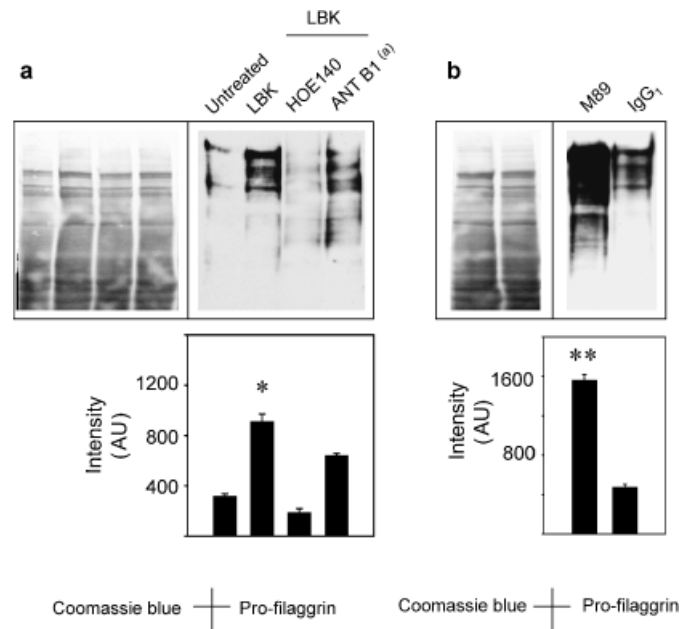 LBK
a
Untreated
LBK
HOE140
ANT B1 (a)
b
M89
IgG1
1200
800
400
Intensity
(AU)
*
1600
800
Intensity
(AU)
**
Coomassie blue
Pro-filaggrin
Coomassie blue
Pro-filaggrin